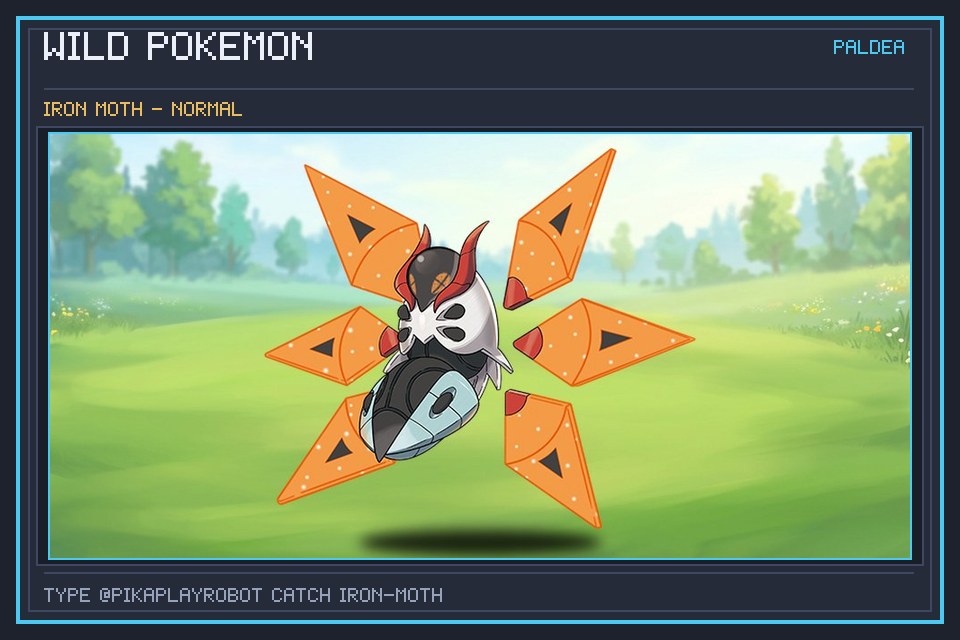 WILD POKEMON
PALDEA
IRON MOTH - NORMAL
TYPE @PIKAPLAYROBOT CATCH IRON-MOTH